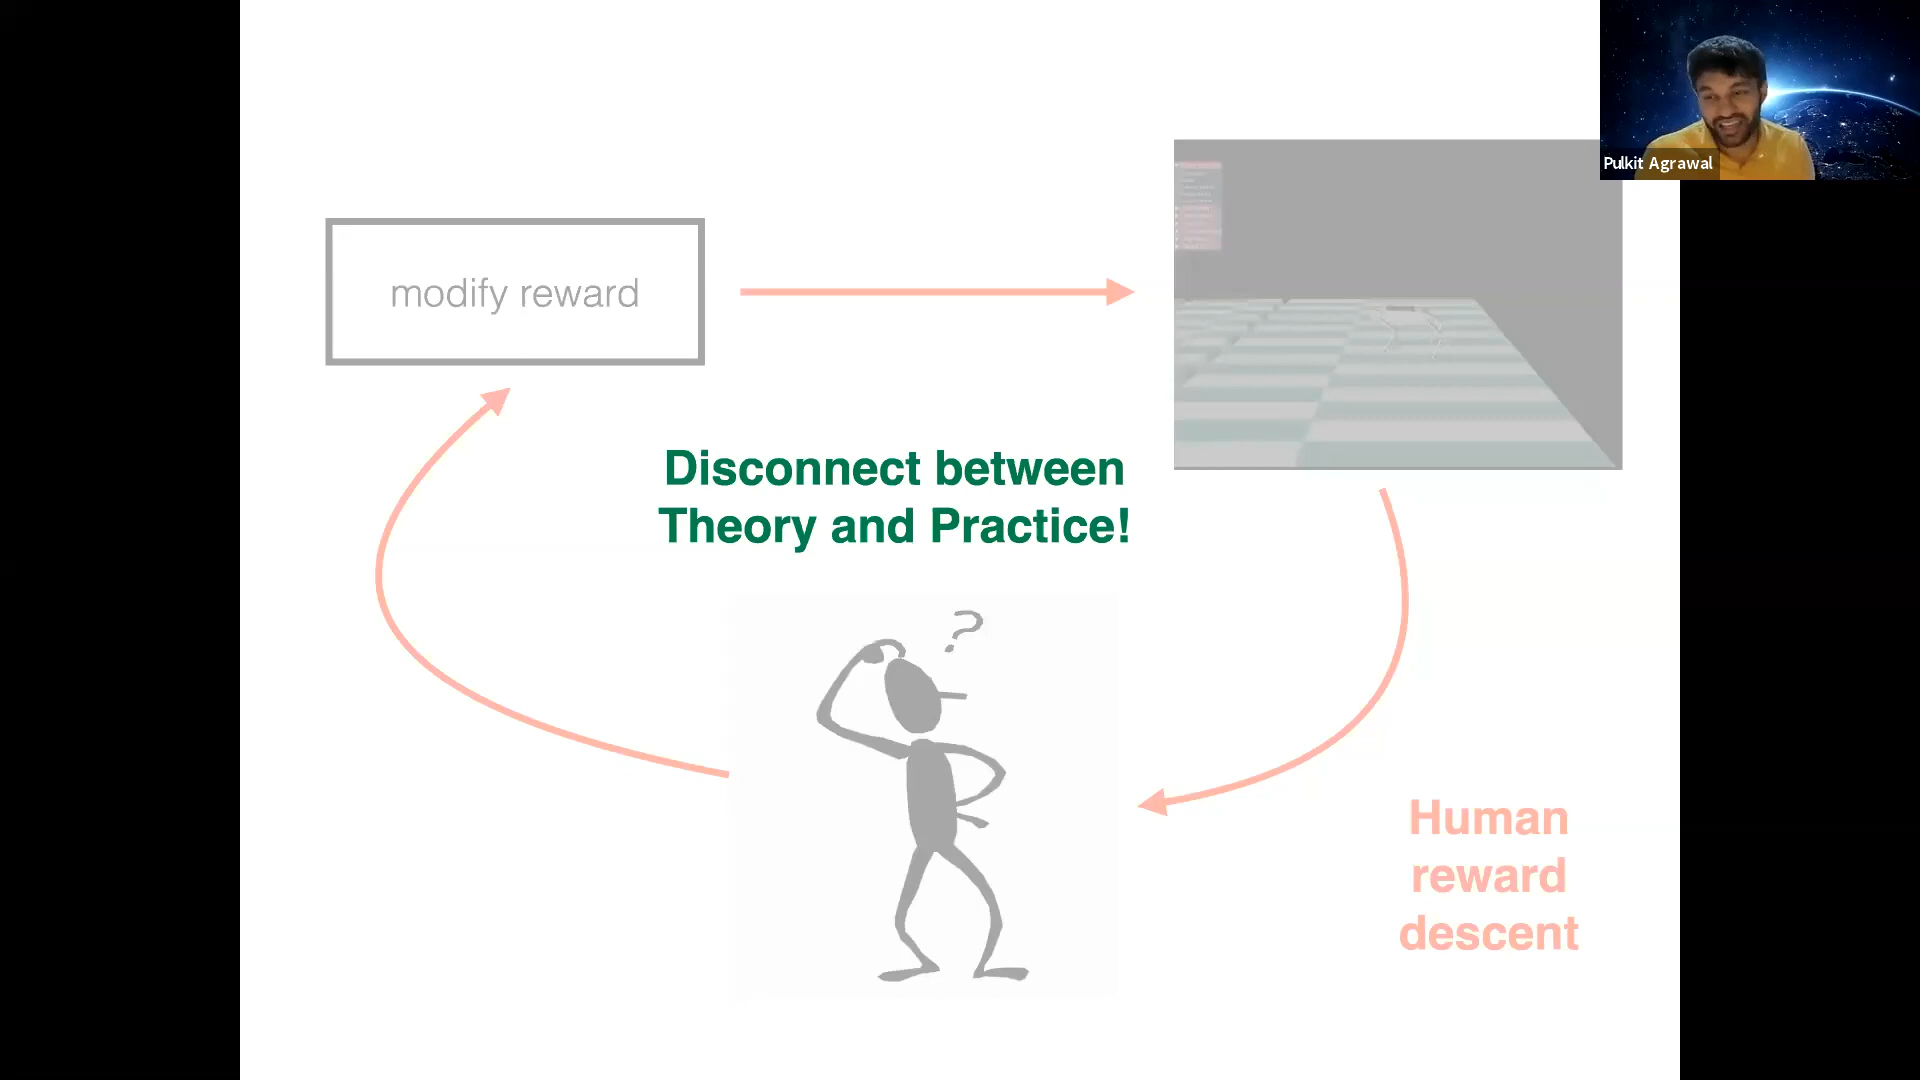 Pulkit Agrawal
modify reward
Disconnect between
Theory and Practice!
?
Human
reward
descent